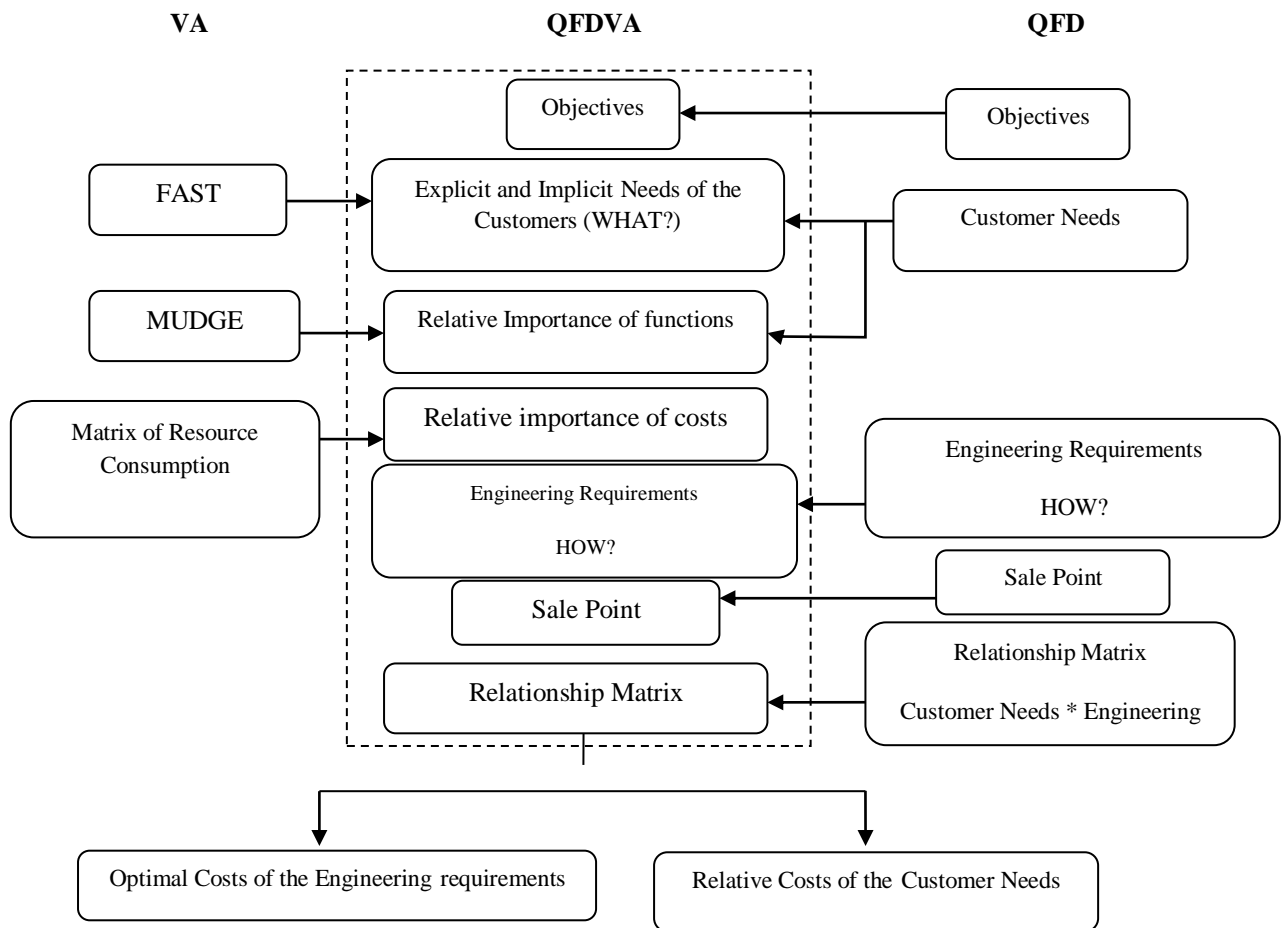 VA
QFDVA
QFD
Objectives
Objectives
FAST
Explicit and Implicit Needs of the
Customers (WHAT?)
Customer Needs
MUDGE
Relative Importance of functions
Matrix of Resource
Consumption
Relative importance of costs
Engineering Requirements
HOW?
Engineering Requirements
HOW?
Sale Point
Sale Point
Relationship Matrix
Relationship Matrix
Customer Needs * Engineering
Optimal Costs of the Engineering requirements
Relative Costs of the Customer Needs